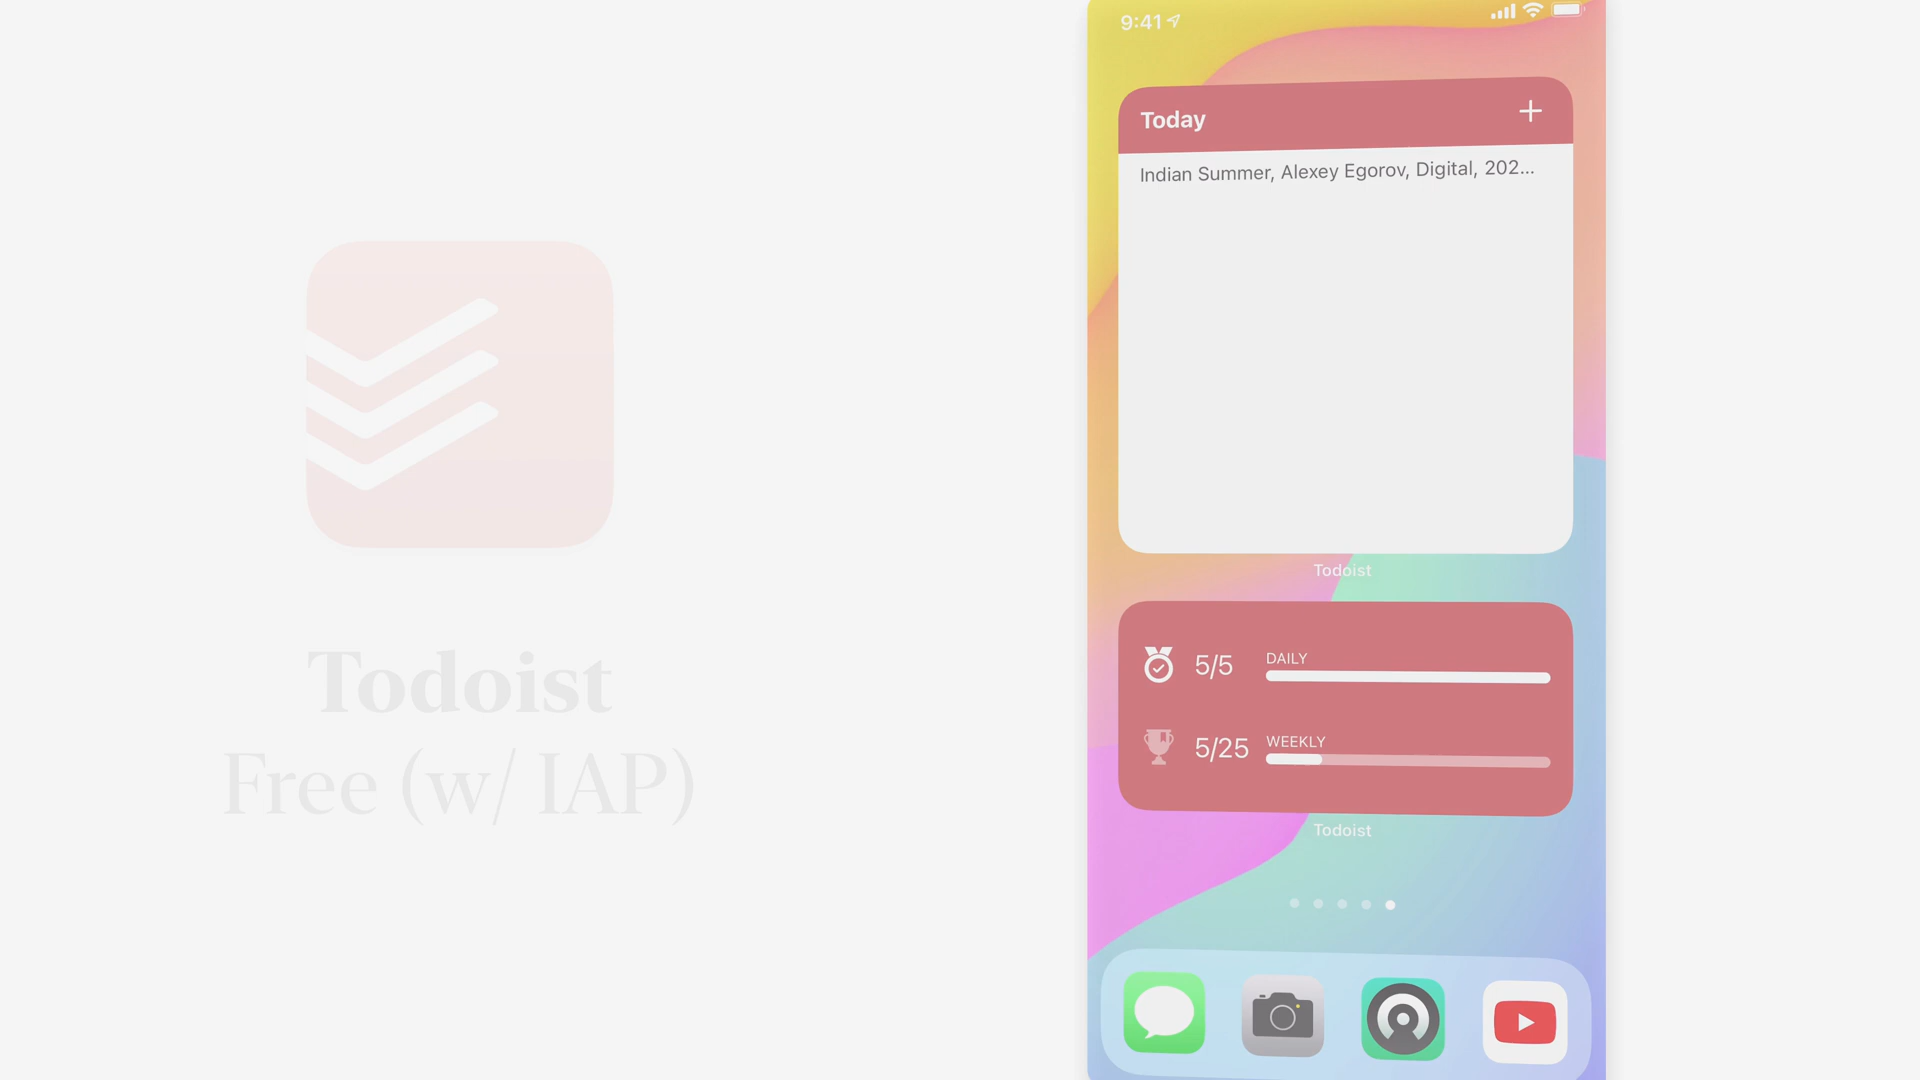 Todoist
Free (w/ IAP)
9:41
Today
Indian Summer, Alexey Egorov, Digital, 202...
Todoist
5/5
DAILY
5/25
WEEKLY
Todoist